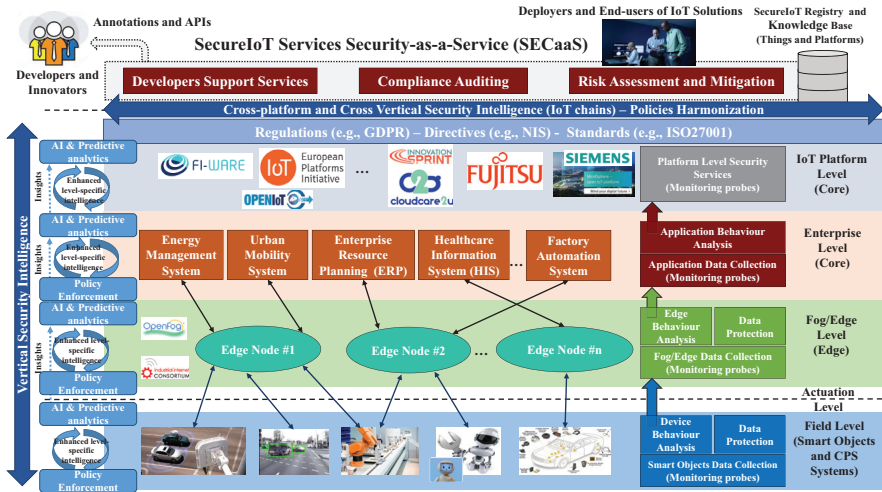 Annotations and APIs
Developers and
Innovators
Deployers and End-users of IoT Solutions
SecureIoT Registry
and Knowledge Base
(Things and Platforms)
SecureIoT Services Security-as-a-Service (SECaaS)
Developers Support Services
Compliance Auditing
Risk Assessment and Mitigation
Cross-platform and Cross Vertical Security Intelligence (IoT chains) – Policies Harmonization
Regulations (e.g., GDPR) – Directives (e.g., NIS) - Standards (e.g., ISO27001)
Vertical Security Intelligence
AI & Predictive
analytics
Insights
Enhanced
level-specific
intelligence
FI-WARE
IoT
European
Platforms
Initiative
OPENIoT
...
INNOVATION
SPRINT
C2
cloudcare2u
FUJITSU
SIEMENS
Platform Level Security
Services
(Monitoring probes)
IoT Platform
Level
(Core)
AI & Predictive
analytics
Insights
Enhanced
level-specific
intelligence
Policy
Enforcement
Energy
Management
System
Urban
Mobility
System
Enterprise
Resource
Planning (ERP)
Healthcare
Information
System (HIS)
...
Factory
Automation
System
Application Behaviour
Analysis
Application Data Collection
(Monitoring probes)
Enterprise
Level
(Core)
AI & Predictive
analytics
Insights
Enhanced level-
specific
intelligence
Policy
Enforcement
OpenFog
industrial internet
CONSORTIUM
Edge Node #1
Edge Node #2
...
Edge Node #n
Edge
Behaviour
Analysis
Data
Protection
Fog/Edge Data Collection
(Monitoring probes)
Fog/Edge
Level
(Edge)
Actuation
Level
AI & Predictive
analytics
Enhanced level-
specific
intelligence
Policy
Enforcement
Device
Behaviour
Analysis
Data
Protection
Smart Objects Data Collection
(Monitoring probes)
Field Level
(Smart Objects
and CPS
Systems)